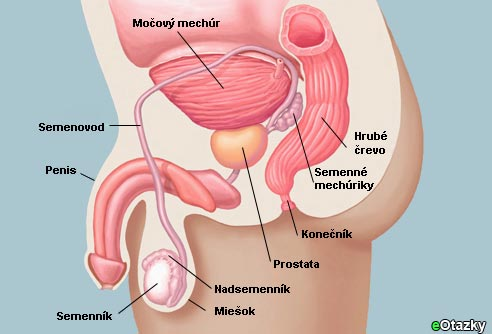 Močový mechúr
Semenovod
Penis
Hrubé
črevo
Semenné
mechúriky
Konečník
Prostata
Nadsemenník
Semenník
Miešok
eOtazky